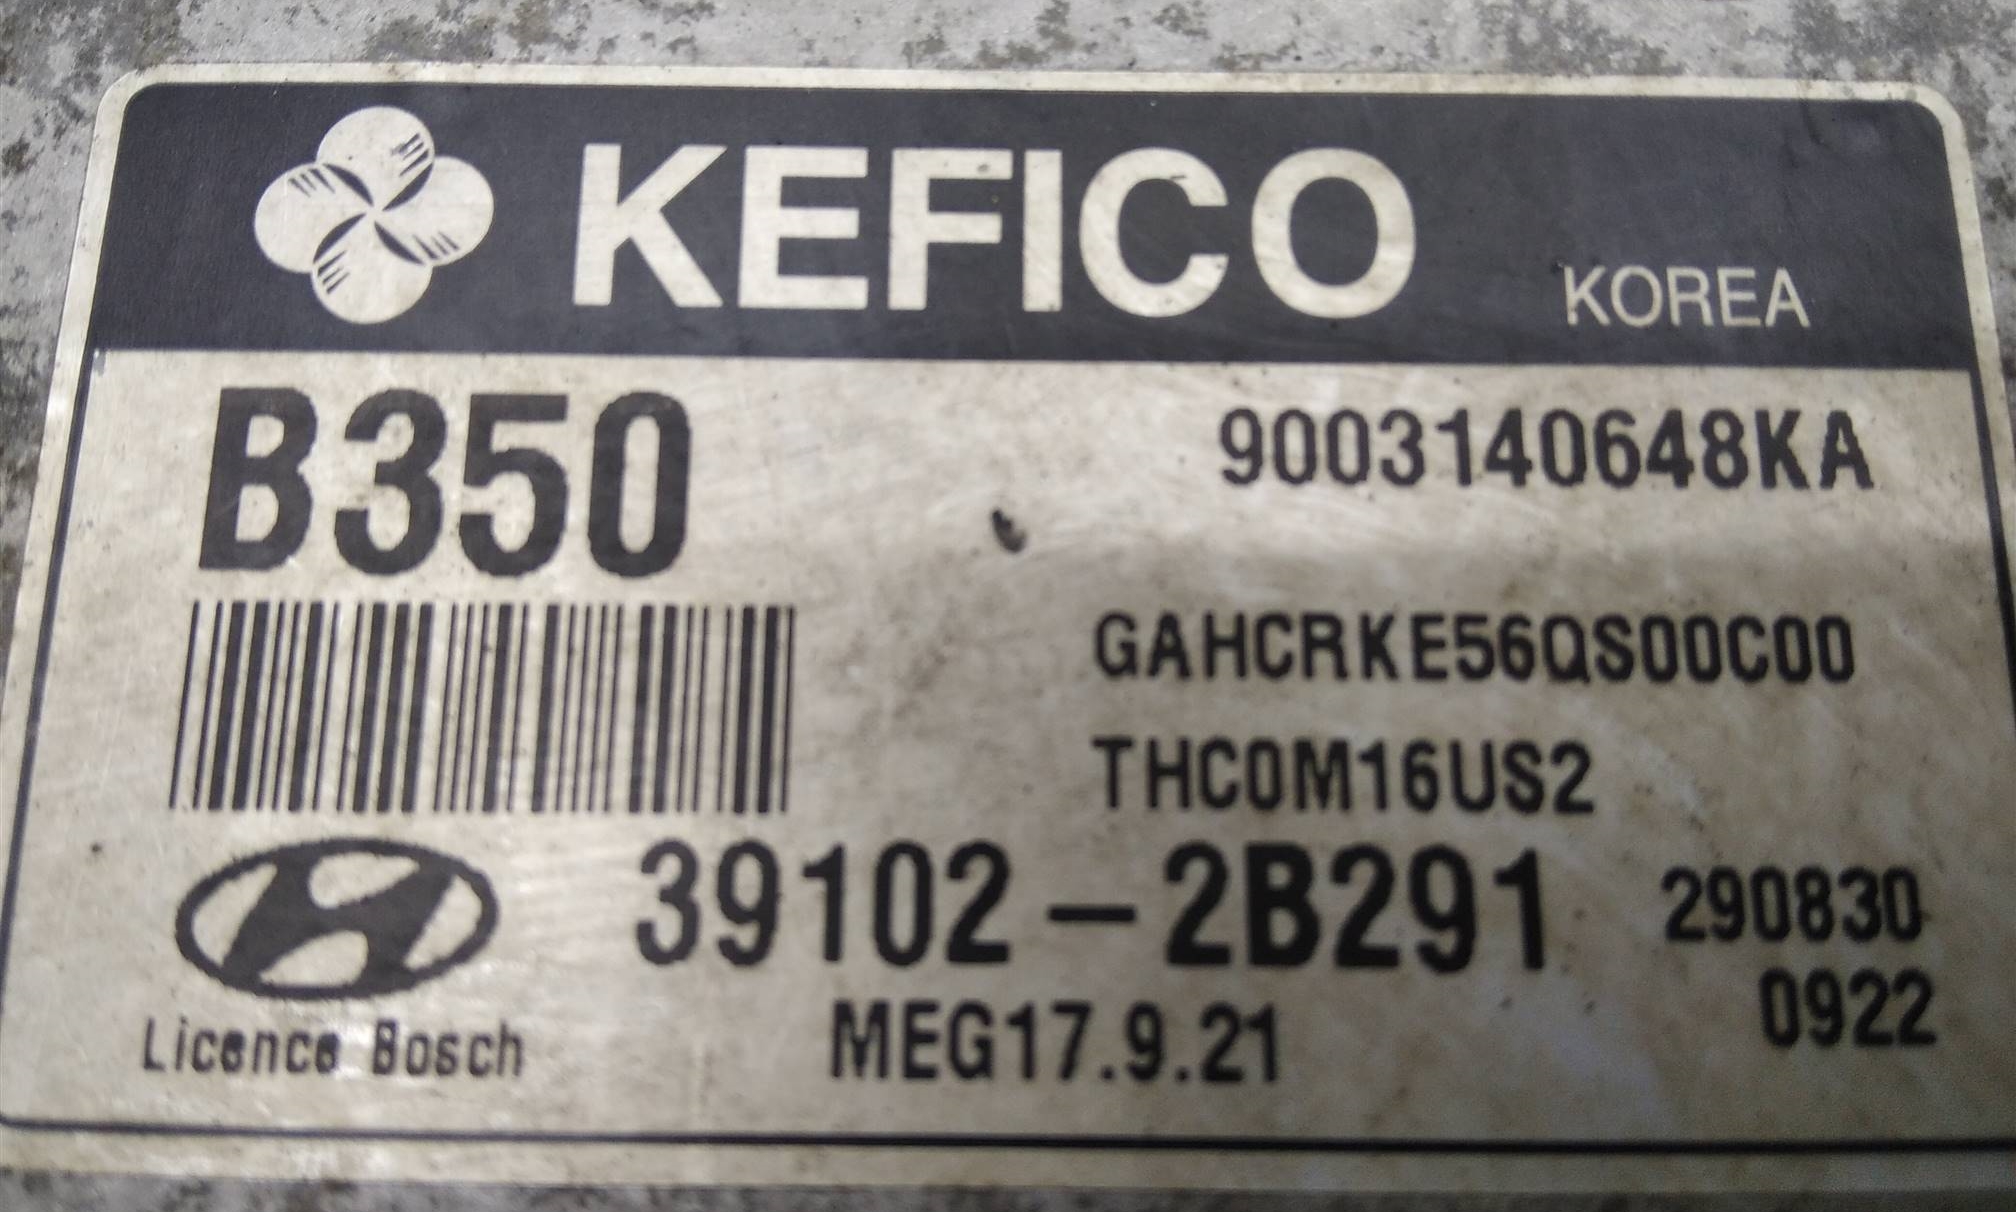 KEFICO KOREA
B350 9003140648KA
GAHCRKE56QS00C00
THC0M16US2
39102-2B291 290830
0922
Licence Bosch MEG17.9.21